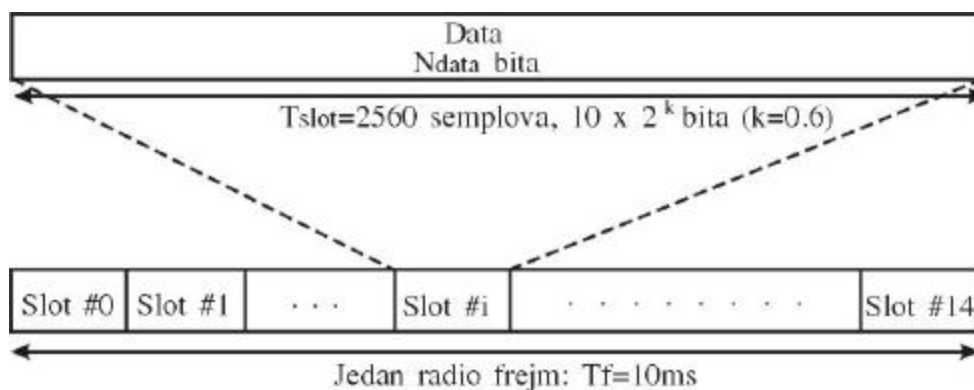 Data
Ndata bita
Tslot=2560 semplova, 10 x 2^k bita (k=0.6)
Slot #0 Slot #1 . . . Slot #i . . . . . . . . Slot #14
Jedan radio frejm: Tf=10ms